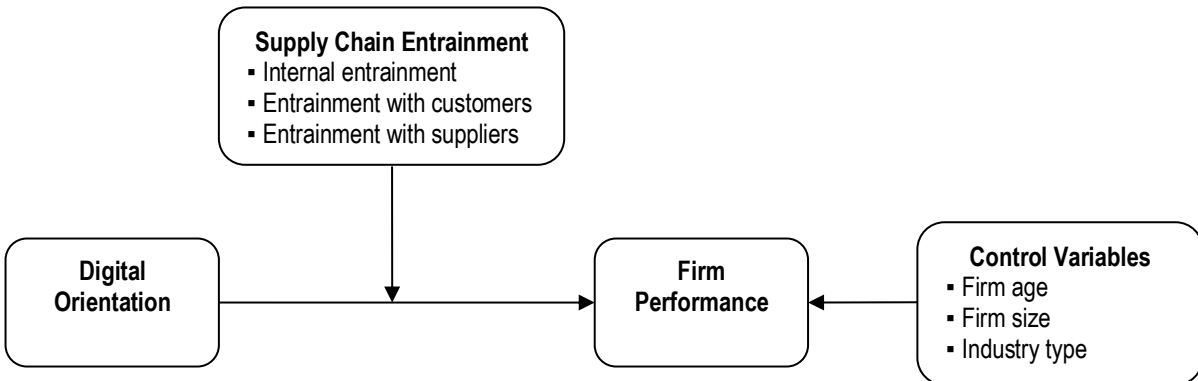 Supply Chain Entrainment
▪ Internal entrainment
▪ Entrainment with customers
▪ Entrainment with suppliers
Digital
Orientation
Firm
Performance
Control Variables
▪ Firm age
▪ Firm size
▪ Industry type